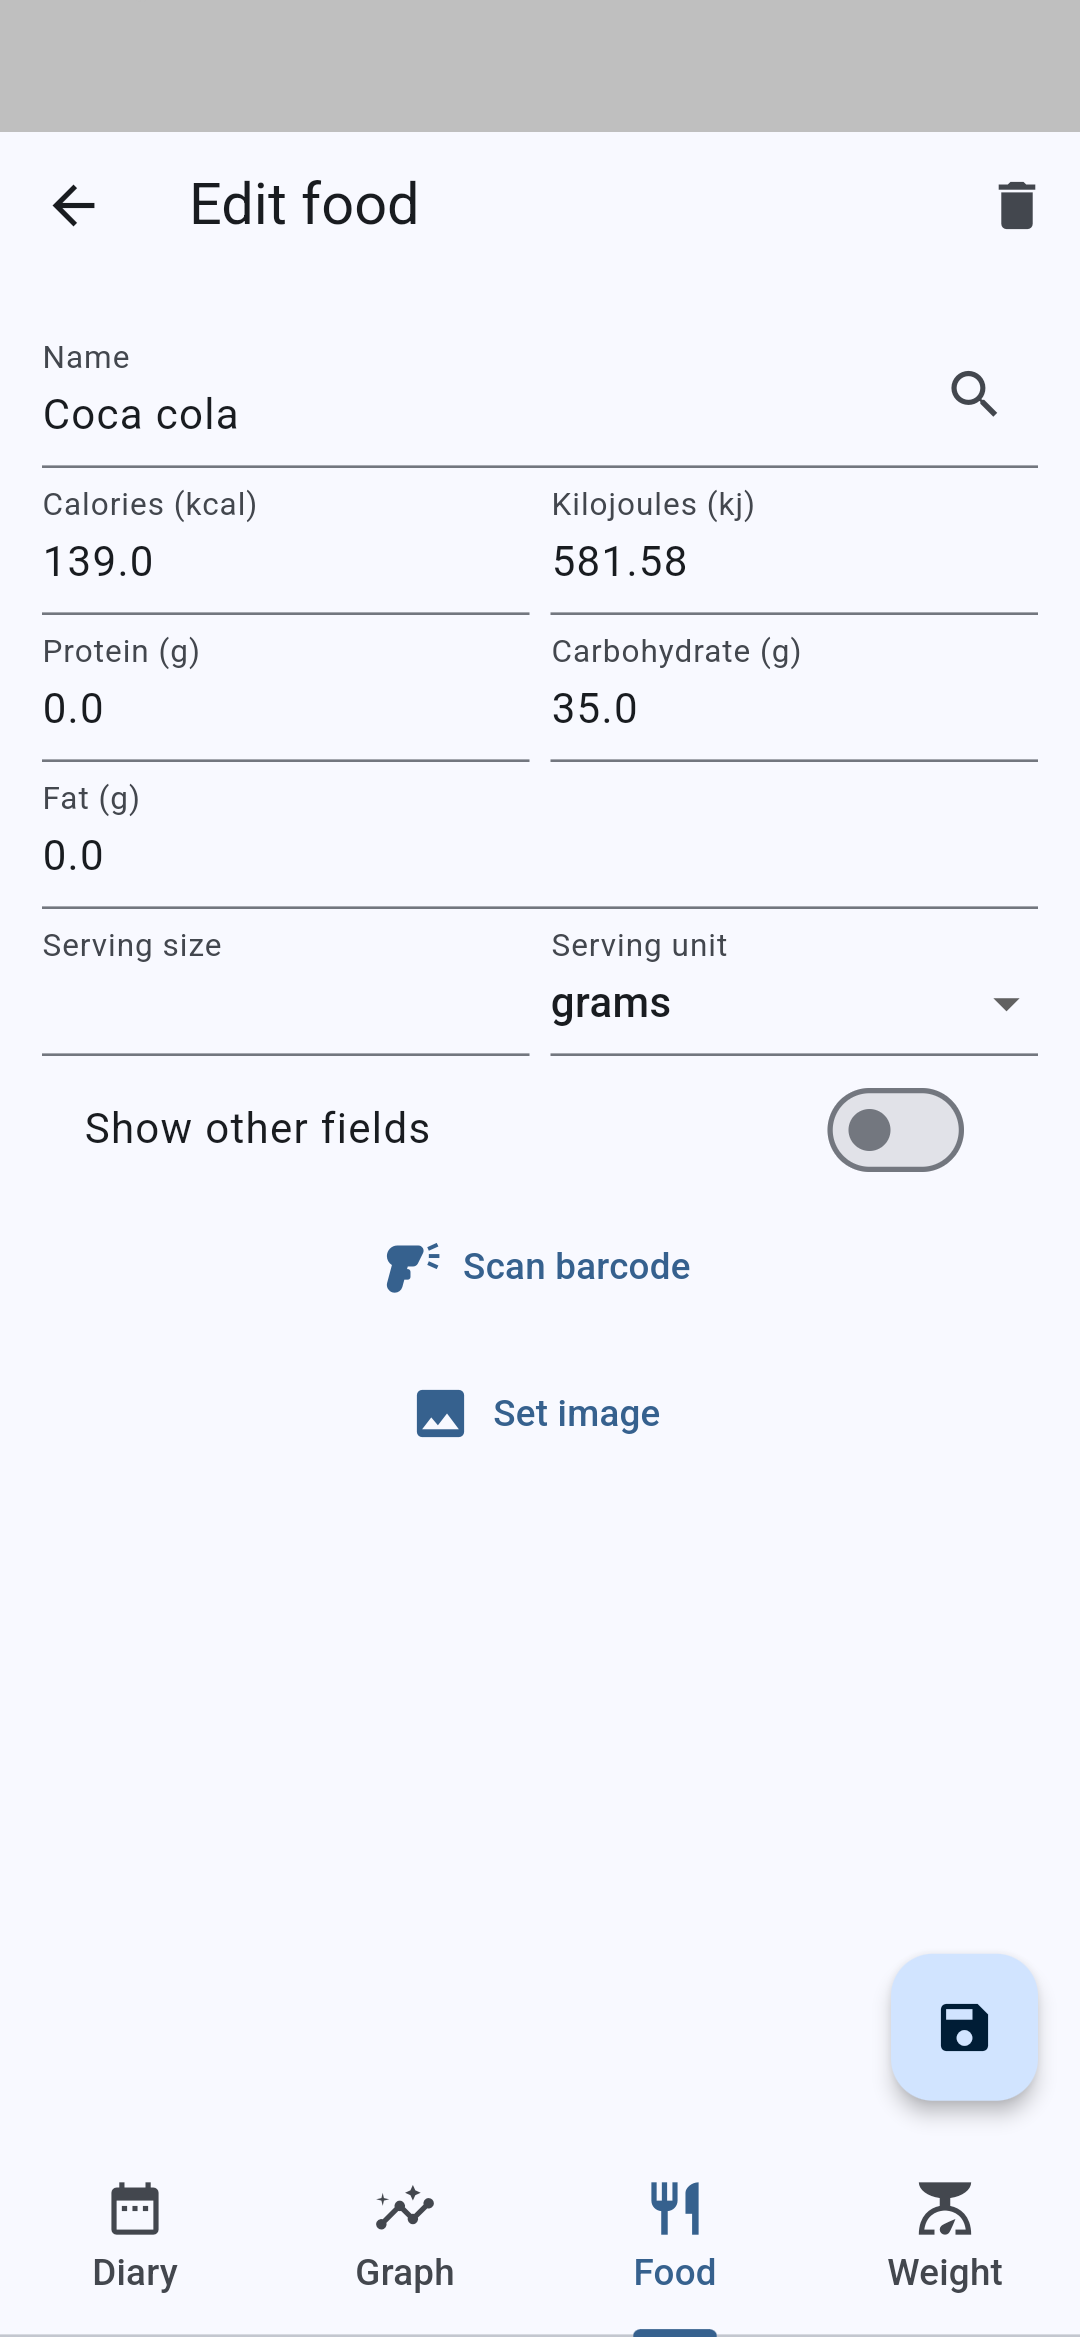 Edit food
Name
Coca cola
Calories (kcal) Kilojoules (kj)
139.0 581.58
Protein (g) Carbohydrate (g)
0.0 35.0
Fat (g)
0.0
Serving size Serving unit
grams
Show other fields
Scan barcode
Set image
Diary Graph Food Weight